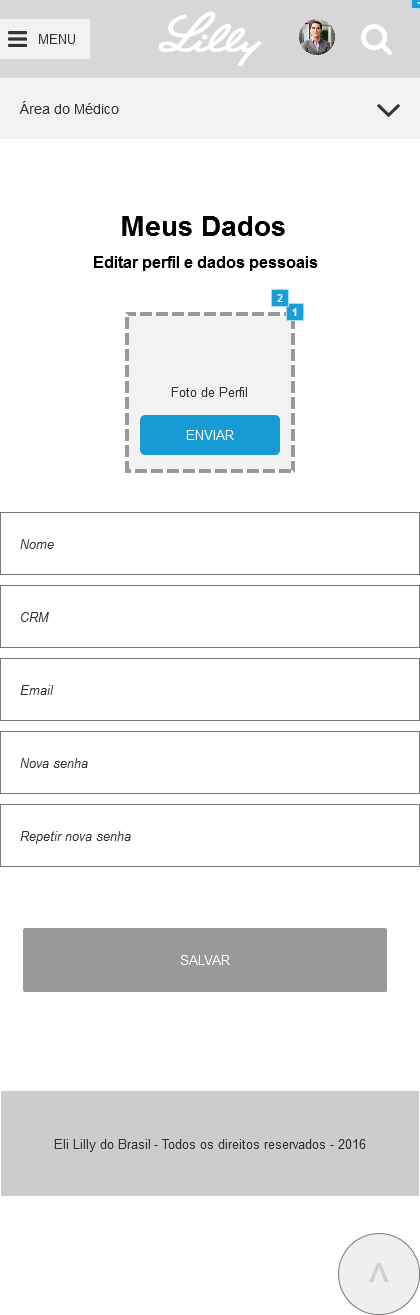 MENU
Lilly
Área do Médico
Meus Dados
Editar perfil e dados pessoais
2
1
Foto de Perfil
ENVIAR
Nome
CRM
Email
Nova senha
Repetir nova senha
SALVAR
Eli Lilly do Brasil - Todos os direitos reservados - 2016